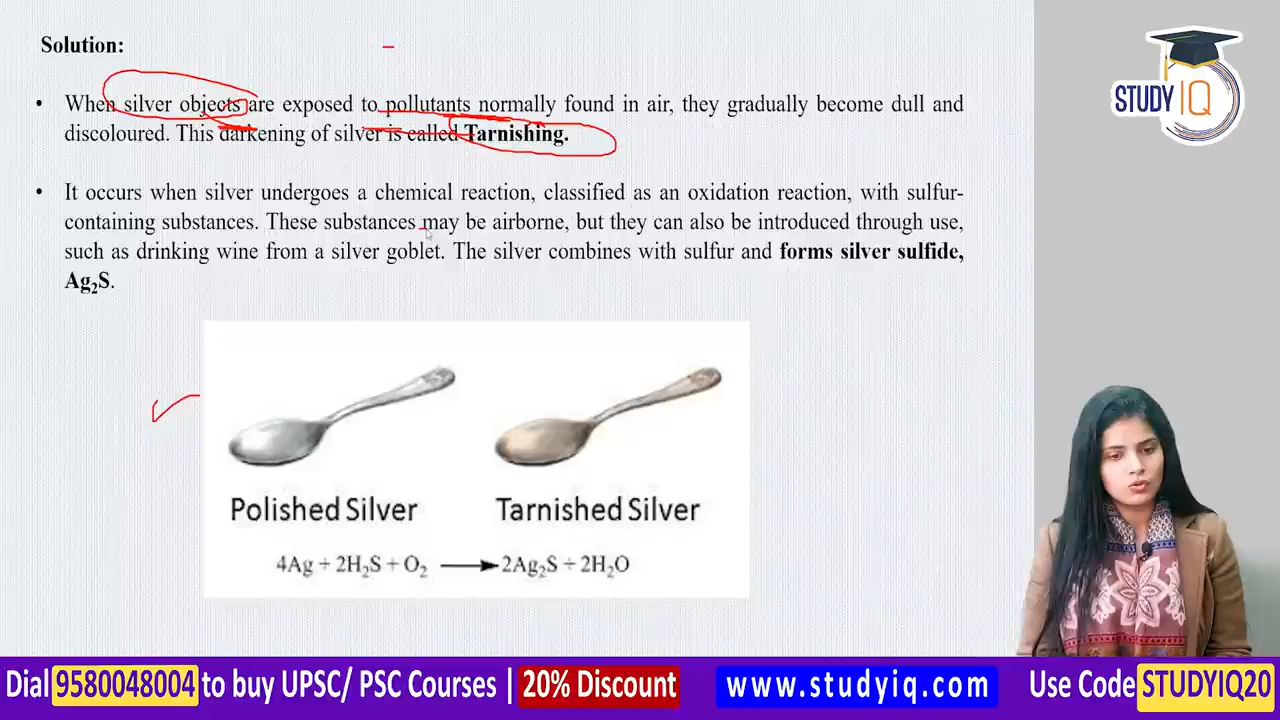 Solution:
• When silver objects are exposed to pollutants normally found in air, they gradually become dull and
discoloured. This darkening of silver is called Tarnishing.
• It occurs when silver undergoes a chemical reaction, classified as an oxidation reaction, with sulfur-
containing substances. These substances may be airborne, but they can also be introduced through use,
such as drinking wine from a silver goblet. The silver combines with sulfur and forms silver sulfide,
Ag₂S.
Polished Silver Tarnished Silver
4Ag + 2H₂S + O₂ ⟶ 2Ag₂S + 2H₂O
STUDY IQ
Dial 9580048004 to buy UPSC/ PSC Courses | 20% Discount www.studyiq.com Use Code STUDYIQ20